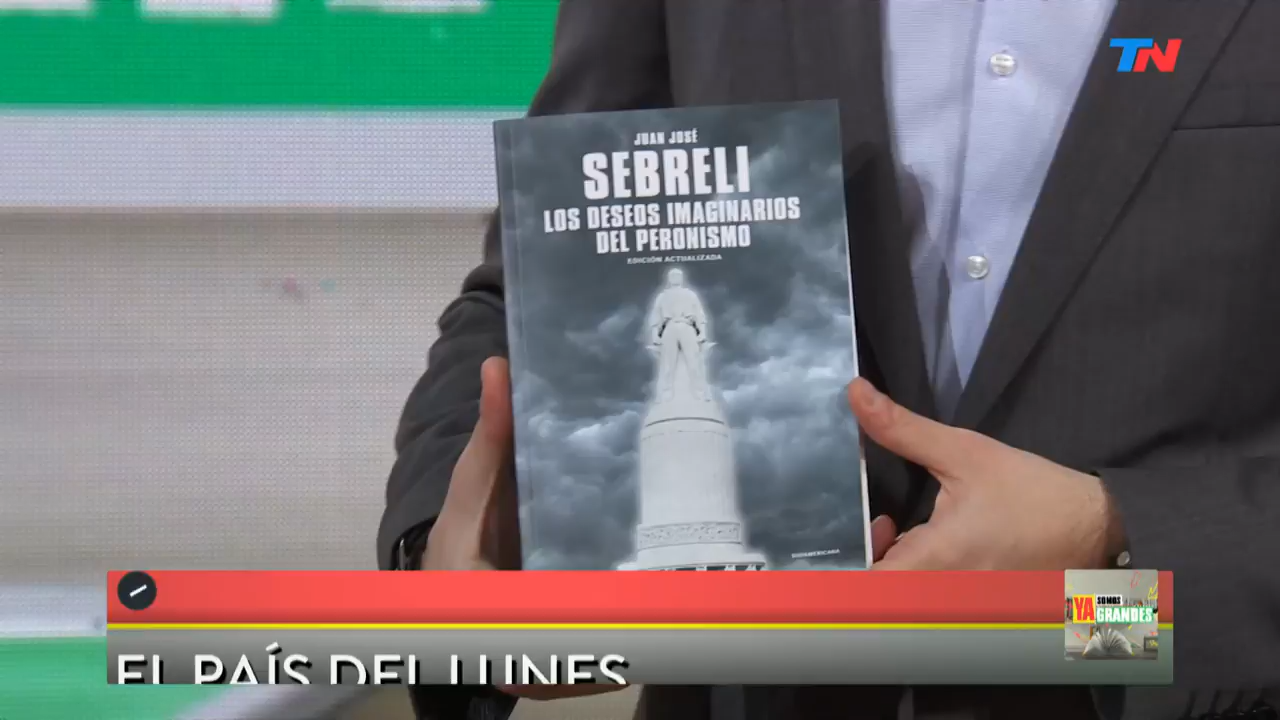 TN
JUAN JOSÉ
SEBRELI
LOS DESEOS IMAGINARIOS
DEL PERONISMO
EDICIÓN ACTUALIZADA
SUDAMERICANA
YA SOMOS
GRANDES
EL PAÍS DEL LUNES